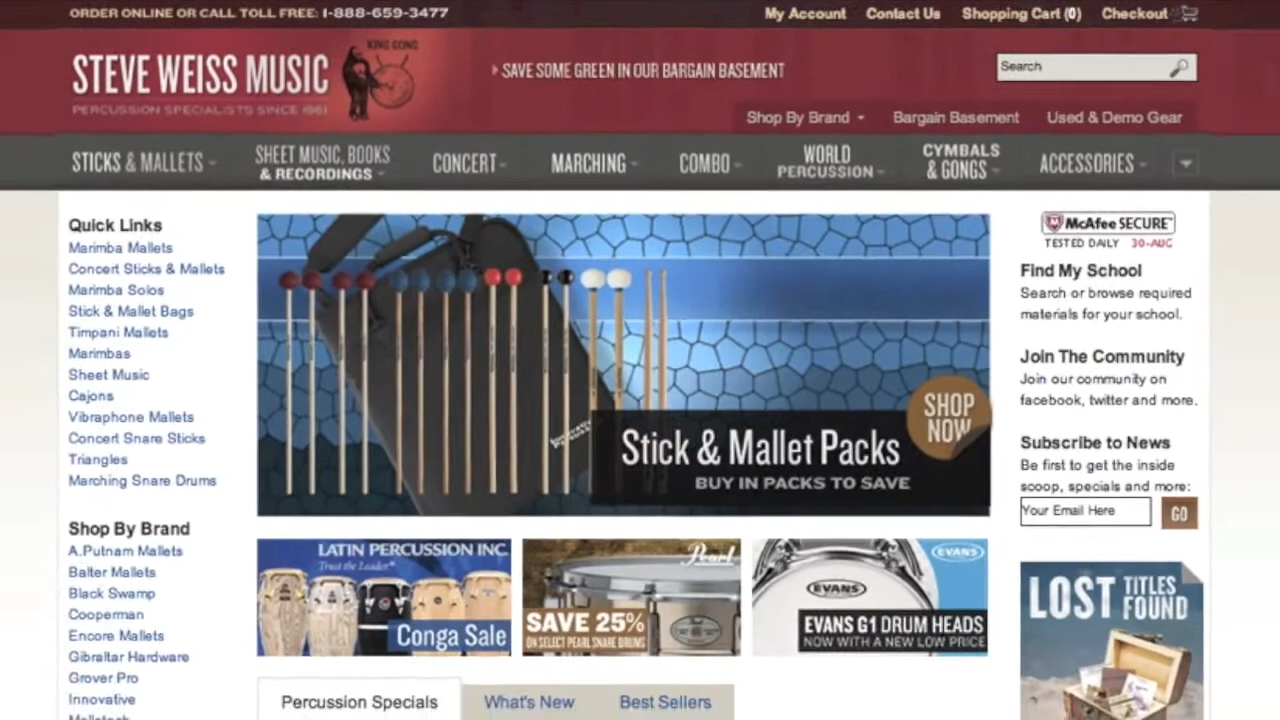 ORDER ONLINE OR CALL TOLL FREE: 1-888-659-3477
My Account Contact Us Shopping Cart (0) Checkout
KING GONG
STEVE WEISS MUSIC
PERCUSSION SPECIALISTS SINCE 1961
SAVE SOME GREEN IN OUR BARGAIN BASEMENT
Search
Shop By Brand Bargain Basement Used & Demo Gear
STICKS & MALLETS
SHEET MUSIC, BOOKS
& RECORDINGS
CONCERT
MARCHING
COMBO
WORLD
PERCUSSION
CYMBALS
& GONGS
ACCESSORIES
Quick Links
Marimba Mallets
Concert Sticks & Mallets
Marimba Solos
Stick & Mallet Bags
Timpani Mallets
Marimbas
Sheet Music
Cajons
Vibraphone Mallets
Concert Snare Sticks
Triangles
Marching Snare Drums
Shop By Brand
A.Putnam Mallets
Balter Mallets
Black Swamp
Cooperman
Encore Mallets
Gibraltar Hardware
Grover Pro
Innovative
Malletech
SHOP
NOW
Stick & Mallet Packs
BUY IN PACKS TO SAVE
LATIN PERCUSSION INC.
Trust the Leader®
Conga Sale
Pearl
SAVE 25%
ON SELECT PEARL SNARE DRUMS
EVANS
EVANS
EVANS G1 DRUM HEADS
NOW WITH A NEW LOW PRICE
Percussion Specials What's New Best Sellers
McAfee SECURE™
TESTED DAILY 30-AUG
Find My School
Search or browse required
materials for your school.
Join The Community
Join our community on
facebook, twitter and more.
Subscribe to News
Be first to get the inside
scoop, specials and more:
Your Email Here GO
LOST TITLES
FOUND